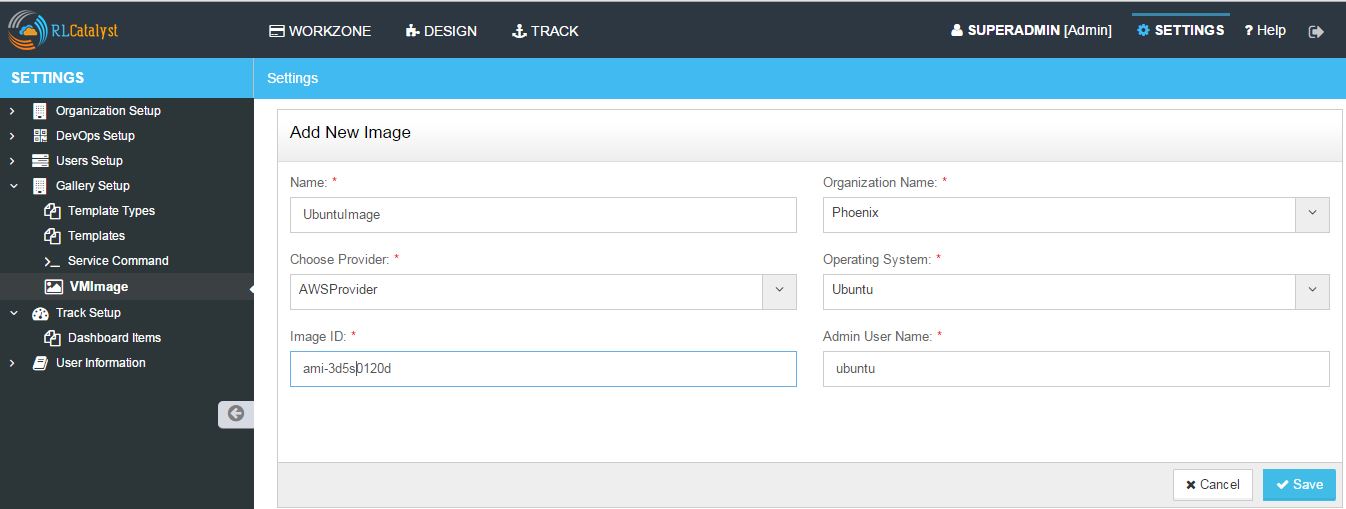 RLCatalyst WORKZONE DESIGN TRACK SUPERADMIN [Admin] SETTINGS ? Help
SETTINGS Settings
Organization Setup
DevOps Setup
Users Setup
Gallery Setup
Template Types
Templates
Service Command
VMImage
Track Setup
Dashboard Items
User Information
Add New Image
Name: * Organization Name: *
UbuntuImage Phoenix
Choose Provider: * Operating System: *
AWSProvider Ubuntu
Image ID: * Admin User Name: *
ami-3d5s0120d ubuntu
Cancel Save